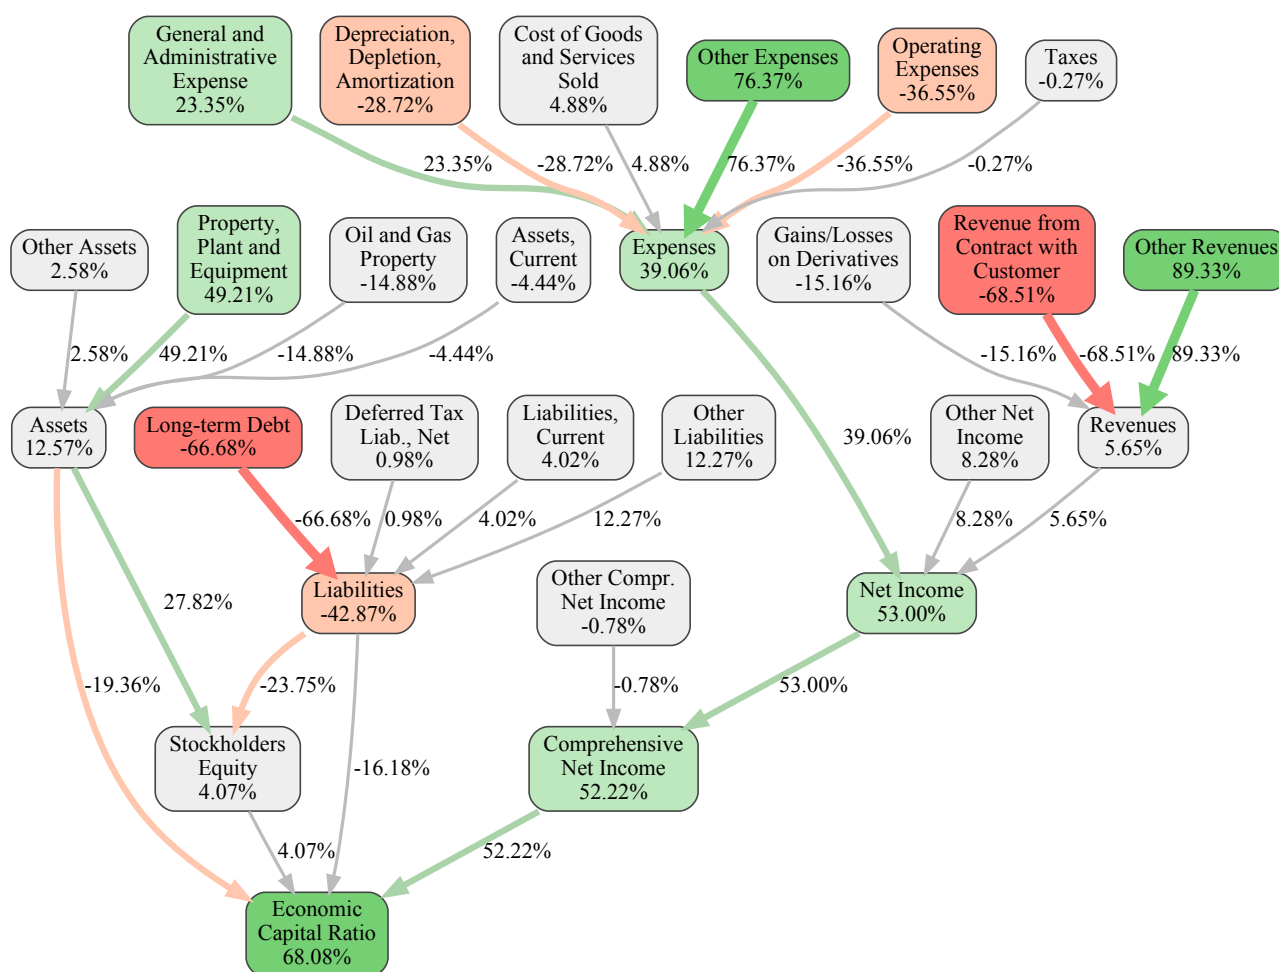 General and
Administrative
Expense
23.35%
Depreciation,
Depletion,
Amortization
-28.72%
Cost of Goods
and Services
Sold
4.88%
Other Expenses
76.37%
Operating
Expenses
-36.55%
Taxes
-0.27%
23.35%
-28.72%
4.88%
76.37%
-36.55%
-0.27%
Other Assets
2.58%
Property,
Plant and
Equipment
49.21%
Oil and Gas
Property
-14.88%
Assets,
Current
-4.44%
Expenses
39.06%
Gains/Losses
on Derivatives
-15.16%
Revenue from
Contract with
Customer
-68.51%
Other Revenues
89.33%
2.58%
49.21%
-14.88%
-4.44%
-15.16%
-68.51%
89.33%
Assets
12.57%
Long-term Debt
-66.68%
Deferred Tax
Liab., Net
0.98%
Liabilities,
Current
4.02%
Other
Liabilities
12.27%
39.06%
Other Net
Income
8.28%
Revenues
5.65%
-66.68%
0.98%
4.02%
12.27%
8.28%
5.65%
27.82%
Liabilities
-42.87%
Other Compr.
Net Income
-0.78%
Net Income
53.00%
-19.36%
-23.75%
-0.78%
53.00%
Stockholders
Equity
4.07%
-16.18%
Comprehensive
Net Income
52.22%
4.07%
52.22%
Economic
Capital Ratio
68.08%